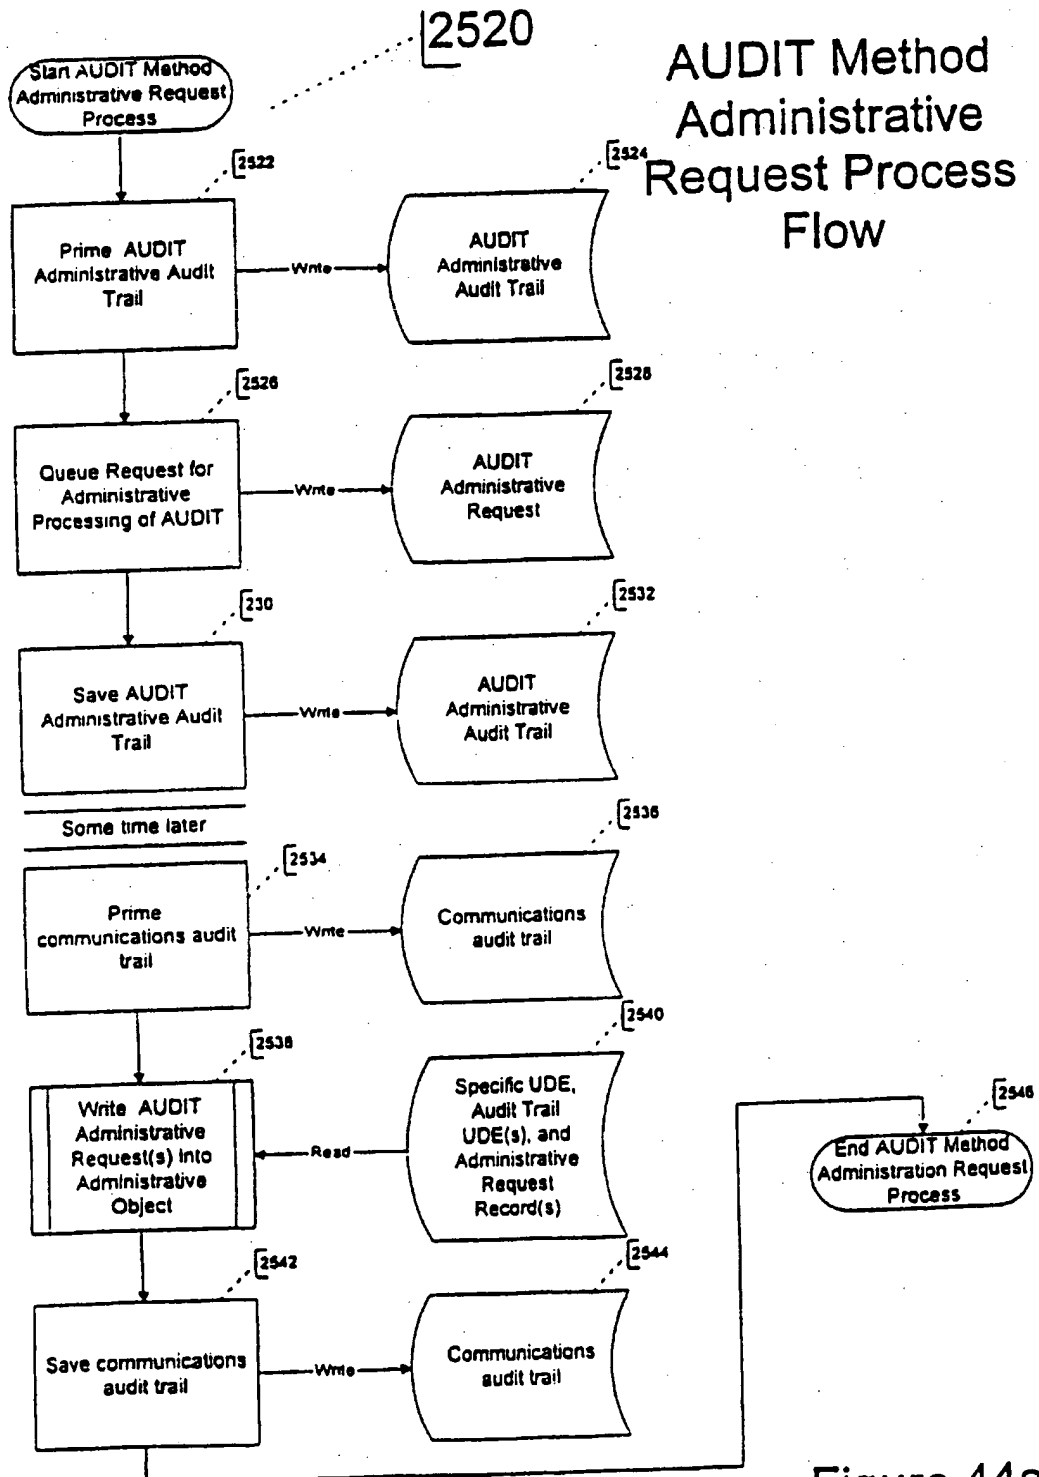 2520
AUDIT Method
Administrative
Request Process
Flow
Start AUDIT Method
Administrative Request
Process
2522
Prime AUDIT
Administrative Audit
Trail
Write
2524
AUDIT
Administrative
Audit Trail
2526
Queue Request for
Administrative
Processing of AUDIT
Write
2528
AUDIT
Administrative
Request
230
Save AUDIT
Administrative Audit
Trail
Write
2532
AUDIT
Administrative
Audit Trail
Some time later
2534
Prime
communications audit
trail
Write
2536
Communications
audit trail
2538
Write AUDIT
Administrative
Request(s) Into
Administrative
Object
Read
2540
Specific UDE,
Audit Trail
UDE(s), and
Administrative
Request
Record(s)
2542
Save communications
audit trail
Write
2544
Communications
audit trail
2546
End AUDIT Method
Administration Request
Process
Figure 44a